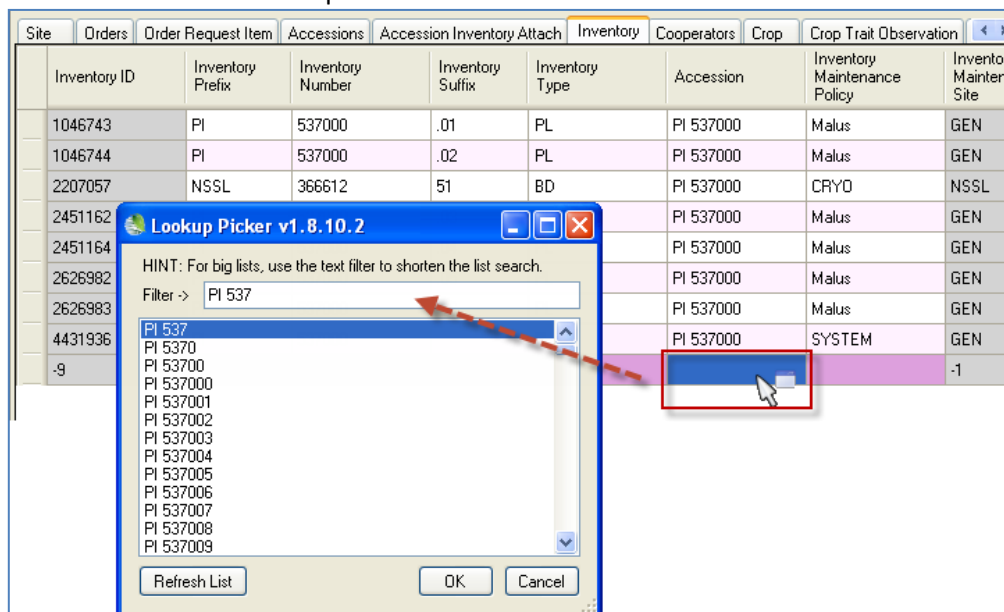 Site Orders Order Request Item Accessions Accession Inventory Attach Inventory Cooperators Crop Crop Trait Observation
Inventory ID Inventory Prefix Inventory Number Inventory Suffix Inventory Type Accession Inventory Maintenance Policy Invento Mainter Site
1046743 PI 537000 .01 PL PI 537000 Malus GEN
1046744 PI 537000 .02 PL PI 537000 Malus GEN
2207057 NSSL 366612 51 BD PI 537000 CRYO NSSL
2451162 PI 537000 Malus GEN
2451164 PI 537000 Malus GEN
2626982 PI 537000 Malus GEN
2626983 PI 537000 Malus GEN
4431936 PI 537000 SYSTEM GEN
-9 -1
Lookup Picker v1.8.10.2
HINT: For big lists, use the text filter to shorten the list search.
Filter -> PI 537
PI 537
PI 5370
PI 53700
PI 537000
PI 537001
PI 537002
PI 537003
PI 537004
PI 537005
PI 537006
PI 537007
PI 537008
PI 537009
Refresh List OK Cancel